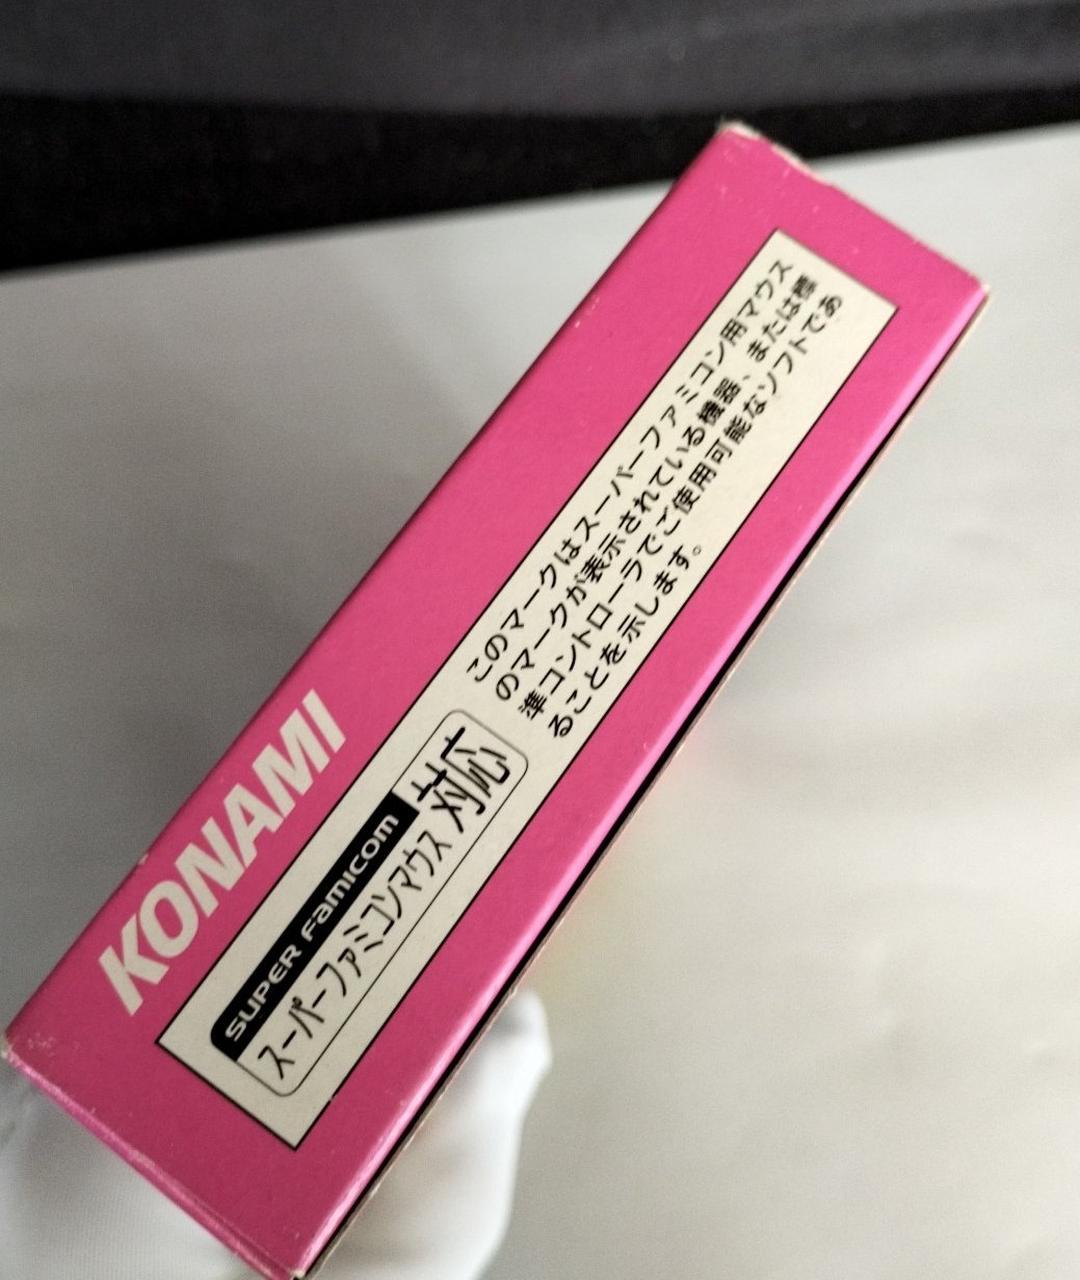 KONAMI
SUPER FAMICOM
スーパーファミコンマウス
対応
このマークはスーパーファミコン用マウス
のマークが表示されている機器、または標
準コントローラでご使用可能なソフトであ
ることを示します。